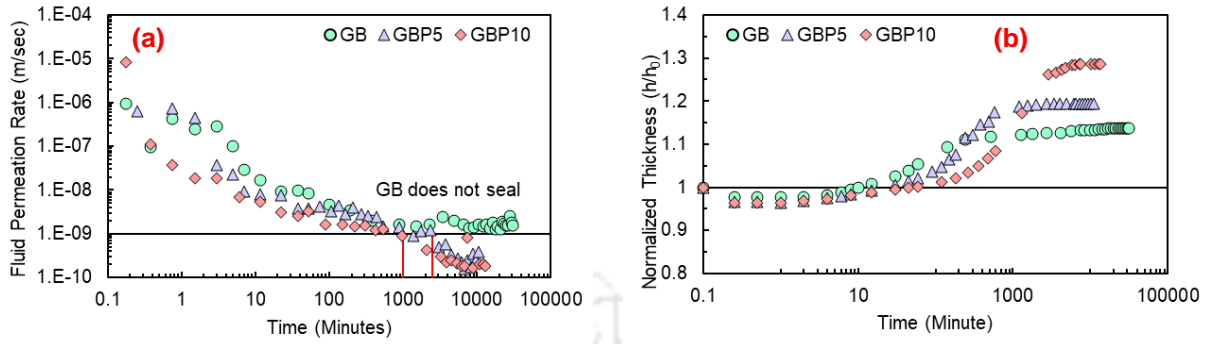 (a)
GB GBP5 GBP10
Fluid Permeation Rate (m/sec)
1.E-04
1.E-05
1.E-06
1.E-07
1.E-08
1.E-09
1.E-10
GB does not seal
0.1 1 10 100 1000 10000 100000
Time (Minutes)
(b)
GB GBP5 GBP10
Normalized Thickness (h/h0)
1.4
1.3
1.2
1.1
1
0.9
0.8
0.1 10 1000 100000
Time (Minute)